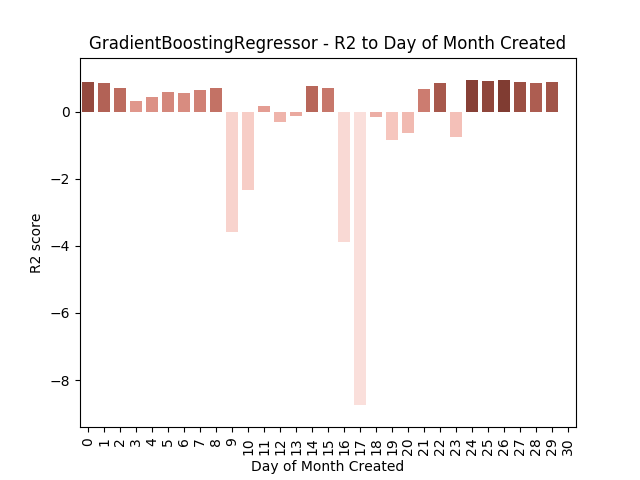 GradientBoostingRegressor - R2 to Day of Month Created
R2 score
0
−2
−4
−6
−8
0 1 2 3 4 5 6 7 8 9 10 11 12 13 14 15 16 17 18 19 20 21 22 23 24 25 26 27 28 29 30
Day of Month Created